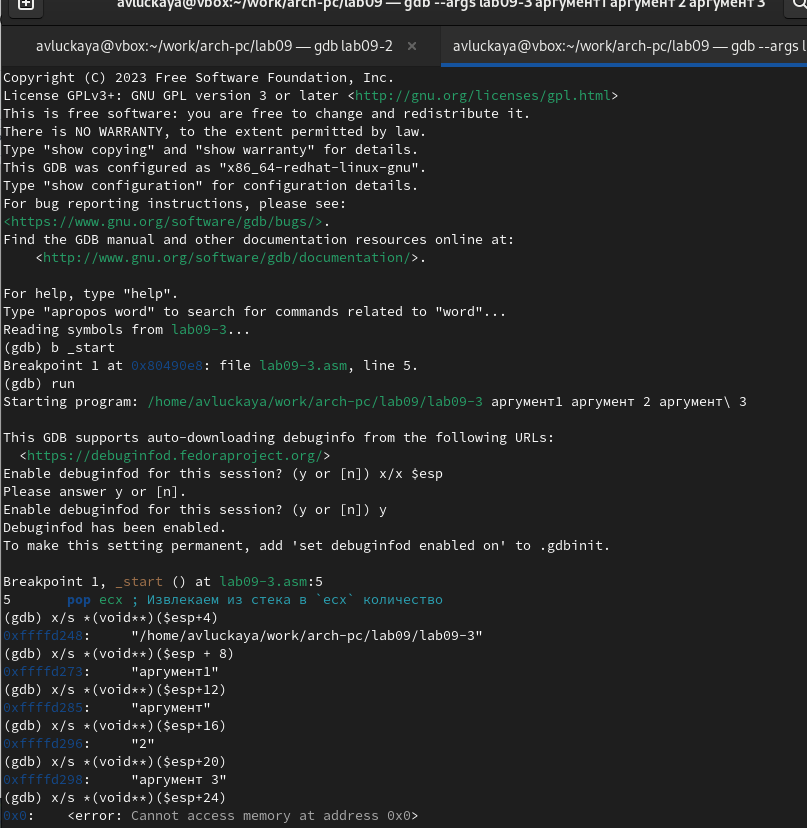 avluckaya@vbox:~/work/arch-pc/lab09 — gdb --args lab09-3 аргумент1 аргумент 2 аргумент 3
avluckaya@vbox:~/work/arch-pc/lab09 — gdb lab09-2 ×
avluckaya@vbox:~/work/arch-pc/lab09 — gdb --args l
Copyright (C) 2023 Free Software Foundation, Inc.
License GPLv3+: GNU GPL version 3 or later <http://gnu.org/licenses/gpl.html>
This is free software: you are free to change and redistribute it.
There is NO WARRANTY, to the extent permitted by law.
Type "show copying" and "show warranty" for details.
This GDB was configured as "x86_64-redhat-linux-gnu".
Type "show configuration" for configuration details.
For bug reporting instructions, please see:
<https://www.gnu.org/software/gdb/bugs/>.
Find the GDB manual and other documentation resources online at:
    <http://www.gnu.org/software/gdb/documentation/>.
For help, type "help".
Type "apropos word" to search for commands related to "word"...
Reading symbols from lab09-3...
(gdb) b _start
Breakpoint 1 at 0x80490e8: file lab09-3.asm, line 5.
(gdb) run
Starting program: /home/avluckaya/work/arch-pc/lab09/lab09-3 аргумент1 аргумент 2 аргумент\ 3
This GDB supports auto-downloading debuginfo from the following URLs:
  <https://debuginfod.fedoraproject.org/>
Enable debuginfod for this session? (y or [n]) x/x $esp
Please answer y or [n].
Enable debuginfod for this session? (y or [n]) y
Debuginfod has been enabled.
To make this setting permanent, add 'set debuginfod enabled on' to .gdbinit.
Breakpoint 1, _start () at lab09-3.asm:5
5       pop ecx ; Извлекаем из стека в `ecx` количество
(gdb) x/s *(void**)($esp+4)
0xffffd248:     "/home/avluckaya/work/arch-pc/lab09/lab09-3"
(gdb) x/s *(void**)($esp + 8)
0xffffd273:     "аргумент1"
(gdb) x/s *(void**)($esp+12)
0xffffd285:     "аргумент"
(gdb) x/s *(void**)($esp+16)
0xffffd296:     "2"
(gdb) x/s *(void**)($esp+20)
0xffffd298:     "аргумент 3"
(gdb) x/s *(void**)($esp+24)
0x0:    <error: Cannot access memory at address 0x0>